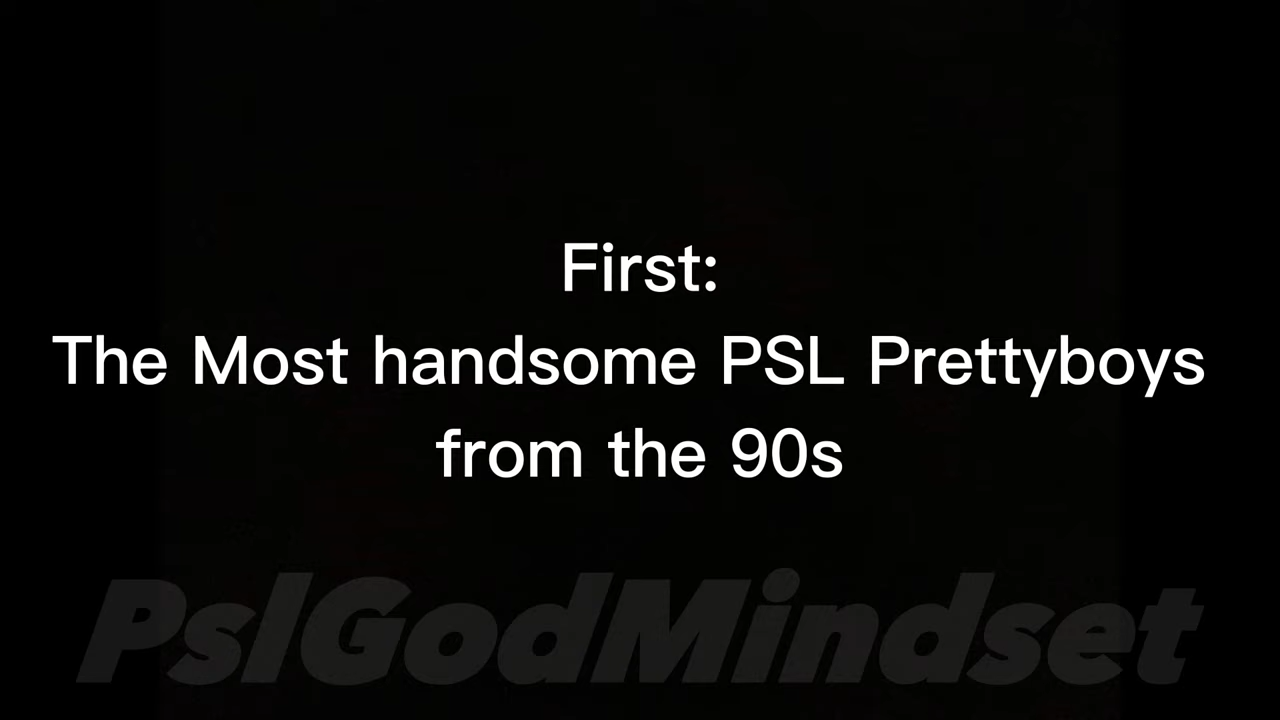 First:
The Most handsome PSL Prettyboys
from the 90s
PslGodMindset